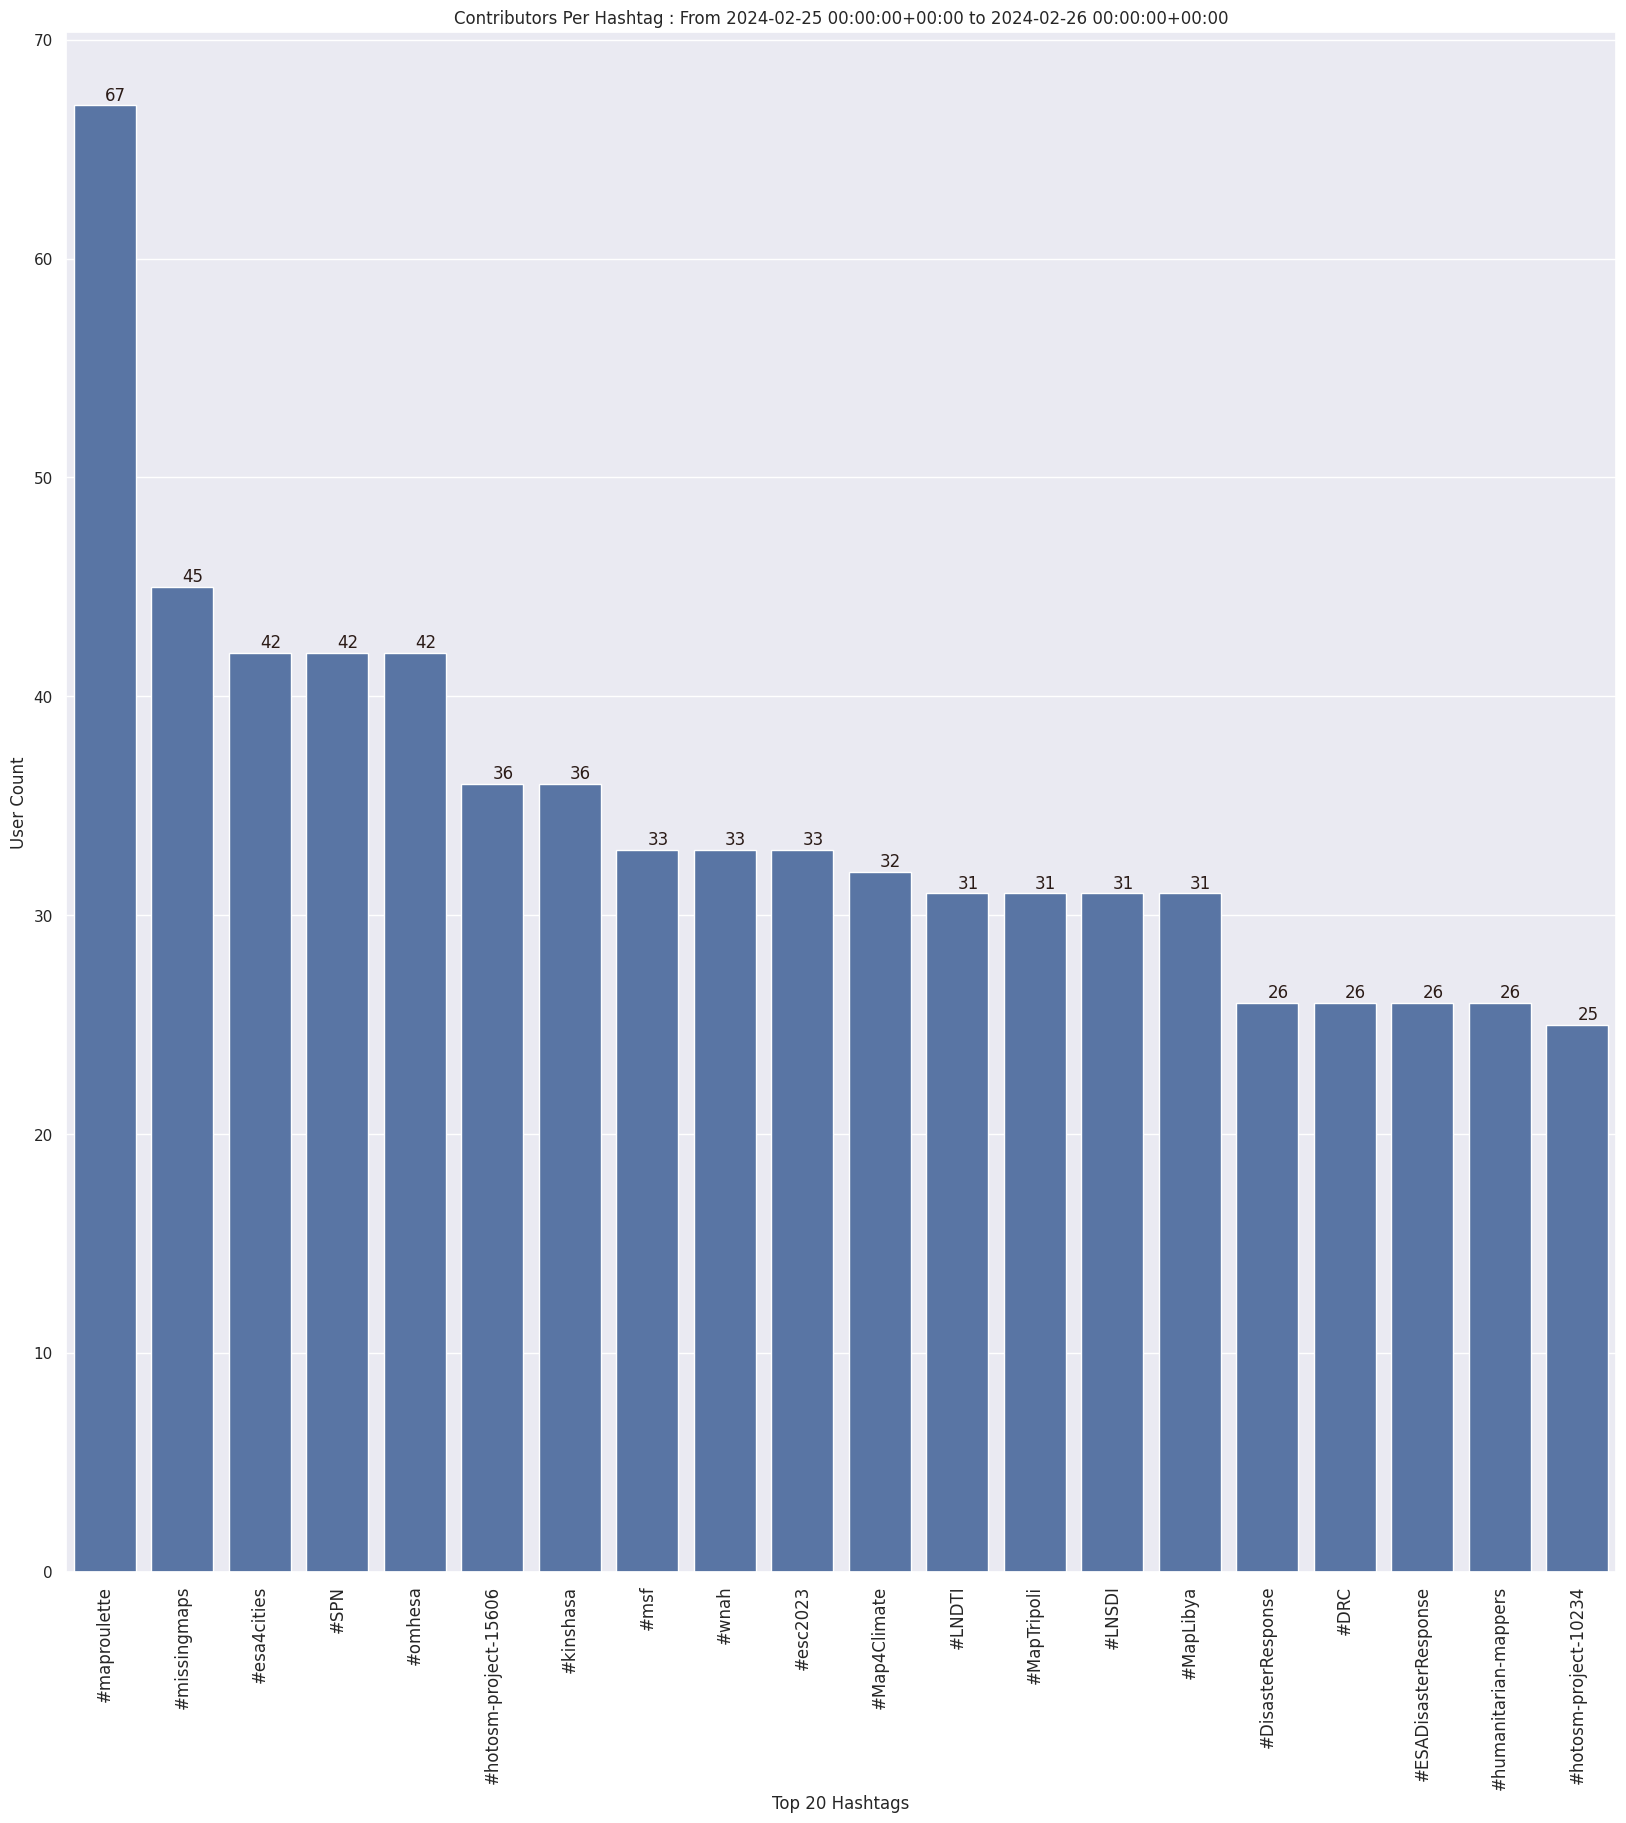 Contributors Per Hashtag : From 2024-02-25 00:00:00+00:00 to 2024-02-26 00:00:00+00:00
User Count
70
60
50
40
30
20
10
0
67
45
42
42
42
36
36
33
33
33
32
31
31
31
31
26
26
26
26
25
#maproulette
#missingmaps
#esa4cities
#SPN
#omhesa
#hotosm-project-15606
#kinshasa
#msf
#wnah
#esc2023
#Map4Climate
#LNDTI
#MapTripoli
#LNSDI
#MapLibya
#DisasterResponse
#DRC
#ESADisasterResponse
#humanitarian-mappers
#hotosm-project-10234
Top 20 Hashtags